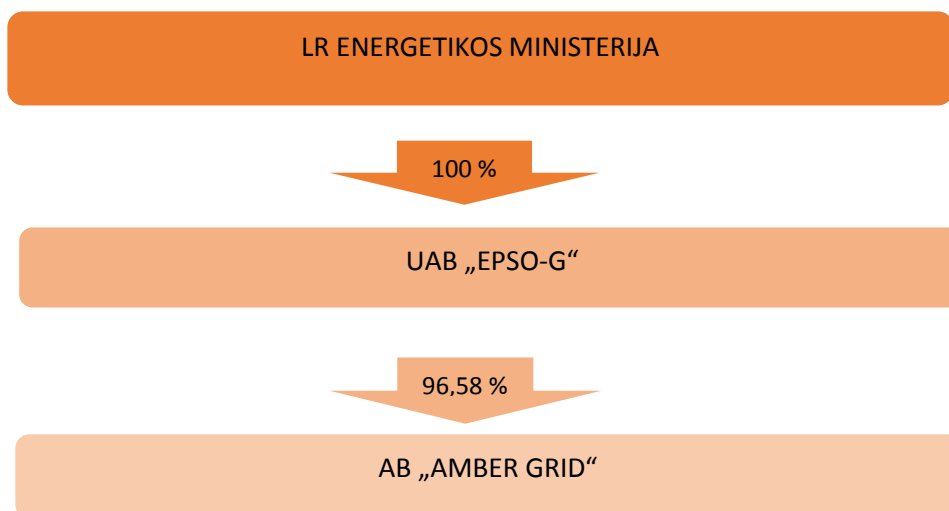 LR ENERGETIKOS MINISTERIJA
100 %
UAB „EPSO-G“
96,58 %
AB „AMBER GRID“